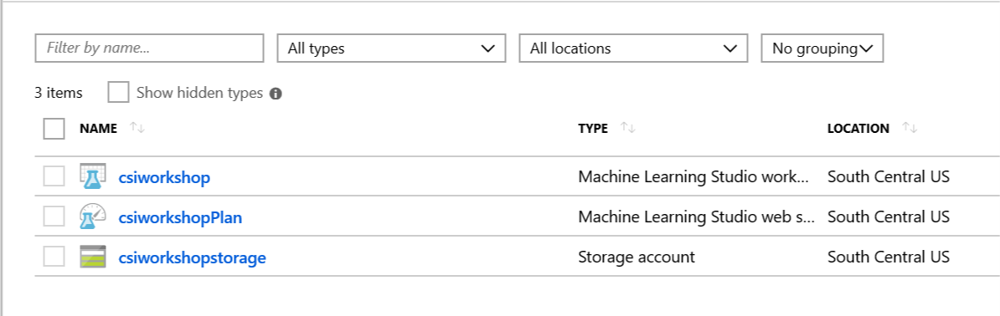 Filter by name... All types All locations No grouping
3 items Show hidden types
NAME TYPE LOCATION
csiworkshop Machine Learning Studio work... South Central US
csiworkshopPlan Machine Learning Studio web s... South Central US
csiworkshopstorage Storage account South Central US